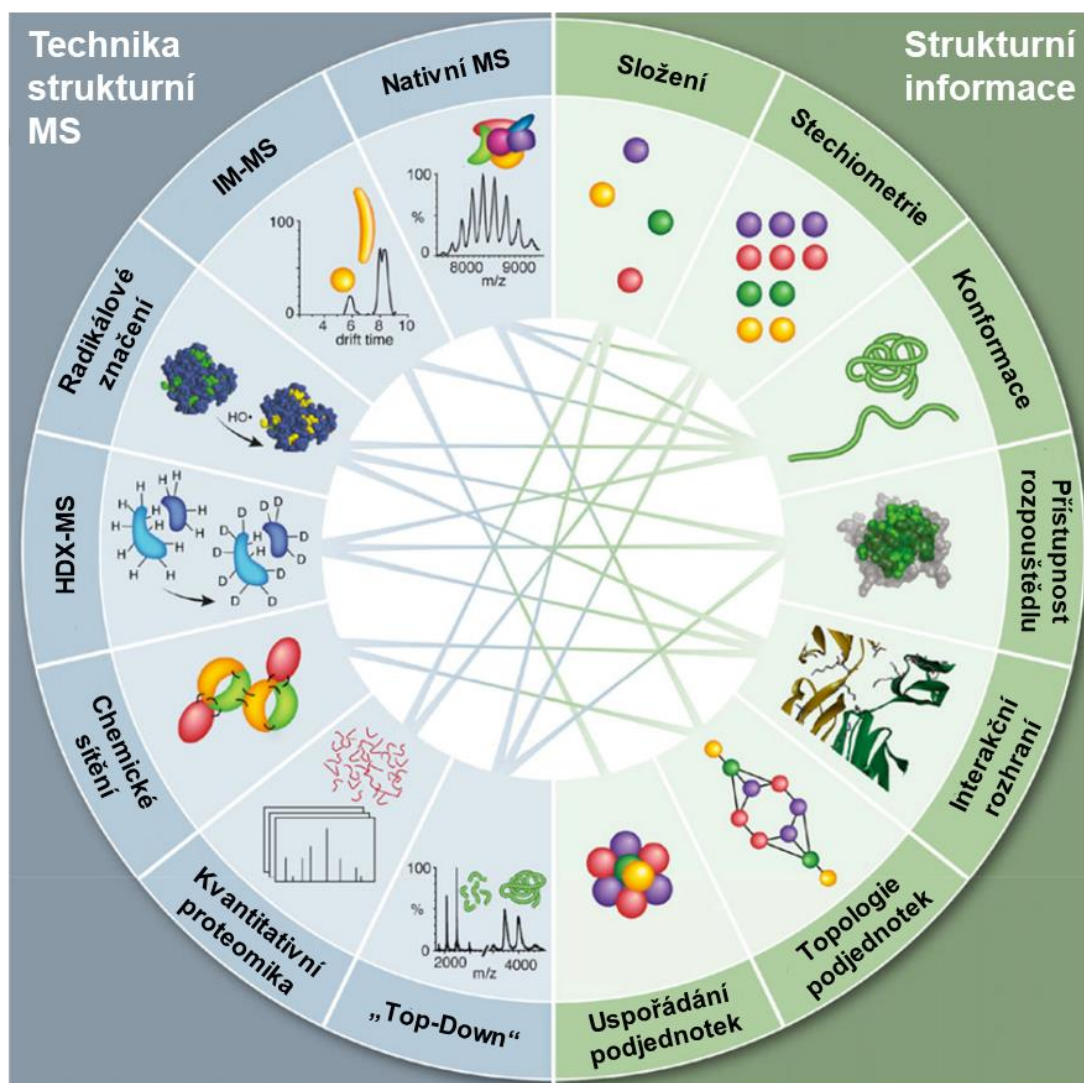 Technika
strukturní
MS
Strukturní
informace
Nativní MS
IM-MS
Radikálové
značení
HDX-MS
Chemické
sítění
Kvantitativní
proteomika
„Top-Down“
Složení
Stechiometrie
Konformace
Přístupnost
rozpouštědlu
Interakční
rozhraní
Topologie
podjednotek
Uspořádání
podjednotek
100
%
0
8000 9000
m/z
100
0
4 6 8 10
drift time
HO•
H
H
H
H
H
H
H
H
H
H
D
D
D
D
D
D
H
D
D
D
D
100
%
0
2000 4000
m/z